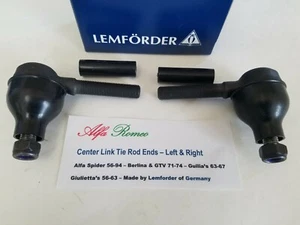 LEMFÖRDER
Alfa Romeo
Center Link Tie Rod Ends – Left & Right
Alfa Spider 56-94 – Berlina & GTV 71-74 – Guilia's 63-67
Giulietta's 56-63 – Made by Lemforder of Germany